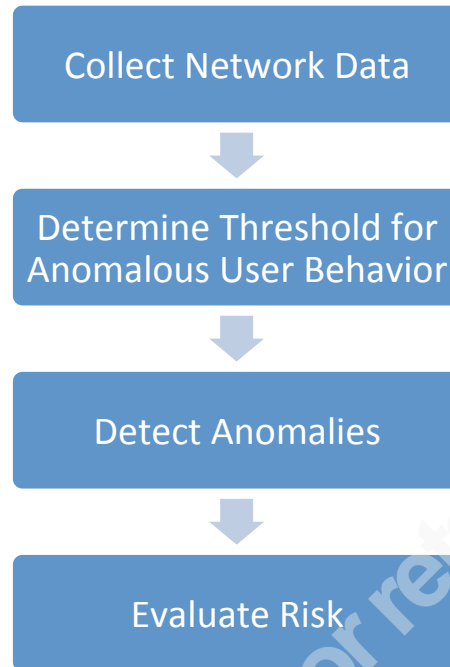 Collect Network Data
Determine Threshold for
Anomalous User Behavior
Detect Anomalies
Evaluate Risk